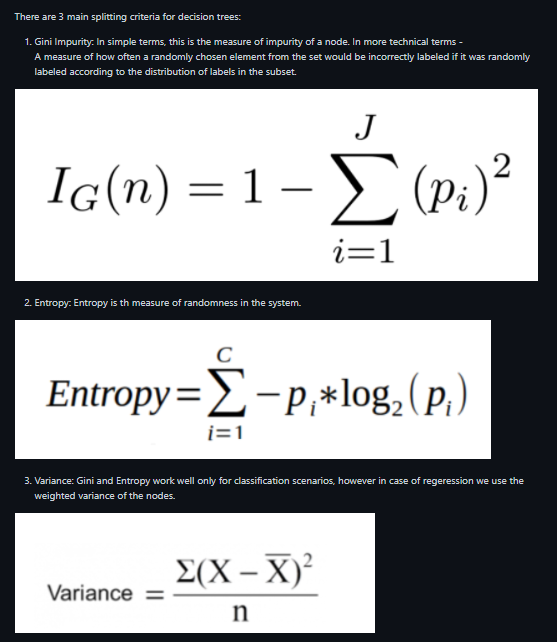 There are 3 main splitting criteria for decision trees:
1. Gini Impurity: In simple terms, this is the measure of impurity of a node. In more technical terms -
A measure of how often a randomly chosen element from the set would be incorrectly labeled if it was randomly
labeled according to the distribution of labels in the subset.
I_G(n) = 1 − ∑_{i=1}^{J} (p_i)^2
2. Entropy: Entropy is th measure of randomness in the system.
Entropy = ∑_{i=1}^{C} −p_i * log_2(p_i)
3. Variance: Gini and Entropy work well only for classification scenarios, however in case of regeression we use the
weighted variance of the nodes.
Variance = Σ(X − X̅)² / n